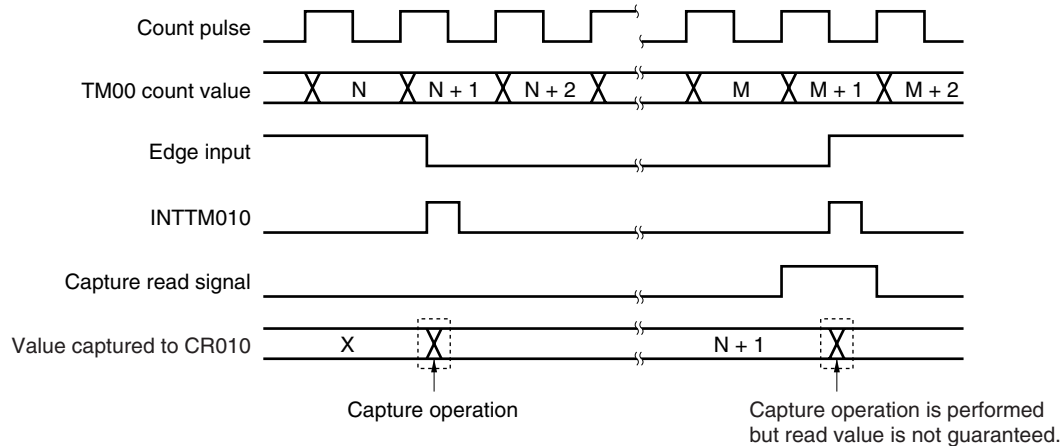 Count pulse
TM00 count value
N
N + 1
N + 2
M
M + 1
M + 2
Edge input
INTTM010
Capture read signal
Value captured to CR010
X
N + 1
Capture operation
Capture operation is performed
but read value is not guaranteed.